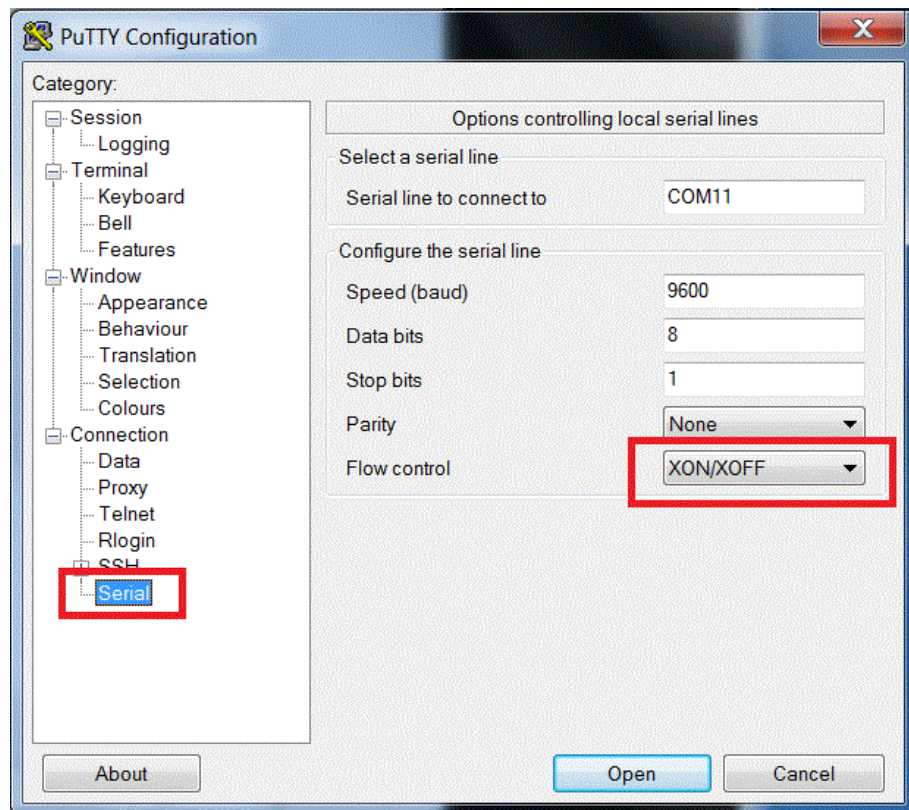 PuTTY Configuration
Category:
Session
Logging
Terminal
Keyboard
Bell
Features
Window
Appearance
Behaviour
Translation
Selection
Colours
Connection
Data
Proxy
Telnet
Rlogin
SSH
Serial
Options controlling local serial lines
Select a serial line
Serial line to connect to COM11
Configure the serial line
Speed (baud) 9600
Data bits 8
Stop bits 1
Parity None
Flow control XON/XOFF
About Open Cancel